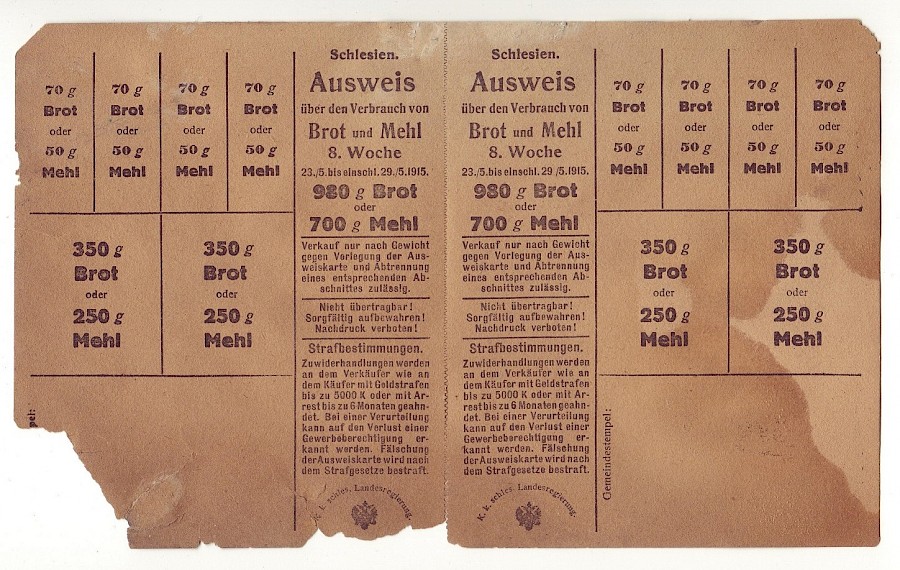 70 g
Brot
oder
50 g
Mehl
70 g
Brot
oder
50 g
Mehl
70 g
Brot
oder
50 g
Mehl
70 g
Brot
oder
50 g
Mehl
350 g
Brot
oder
250 g
Mehl
350 g
Brot
oder
250 g
Mehl
pel:
Schlesien.
Ausweis
über den Verbrauch von
Brot und Mehl
8. Woche
23./5. bis einschl. 29./5. 1915.
980 g Brot
oder
700 g Mehl
Verkauf nur nach Gewicht
gegen Vorlegung der Aus-
weiskarte und Abtrennung
eines entsprechenden Ab-
schnittes zulässig.
Nicht übertragbar!
Sorgfältig aufbewahren!
Nachdruck verboten!
Strafbestimmungen.
Zuwiderhandlungen werden
an dem Verkäufer wie an
dem Käufer mit Geldstrafen
bis zu 5000 K oder mit Ar-
rest bis zu 6 Monaten geahn-
det. Bei einer Verurteilung
kann auf den Verlust einer
Gewerbeberechtigung er-
kannt werden. Fälschung
der Ausweiskarte wird nach
dem Strafgesetze bestraft.
K. k. schles. Landesregierung.
Schlesien.
Ausweis
über den Verbrauch von
Brot und Mehl
8. Woche
23./5. bis einschl. 29./5. 1915.
980 g Brot
oder
700 g Mehl
Verkauf nur nach Gewicht
gegen Vorlegung der Aus-
weiskarte und Abtrennung
eines entsprechenden Ab-
schnittes zulässig.
Nicht übertragbar!
Sorgfältig aufbewahren!
Nachdruck verboten!
Strafbestimmungen.
Zuwiderhandlungen werden
an dem Verkäufer wie an
dem Käufer mit Geldstrafen
bis zu 5000 K oder mit Ar-
rest bis zu 6 Monaten geahn-
det. Bei einer Verurteilung
kann auf den Verlust einer
Gewerbeberechtigung er-
kannt werden. Fälschung
der Ausweiskarte wird nach
dem Strafgesetze bestraft.
K. k. schles. Landesregierung.
70 g
Brot
oder
50 g
Mehl
70 g
Brot
oder
50 g
Mehl
70 g
Brot
oder
50 g
Mehl
70 g
Brot
oder
50 g
Mehl
350 g
Brot
oder
250 g
Mehl
350 g
Brot
oder
250 g
Mehl
Gemeindestempel: